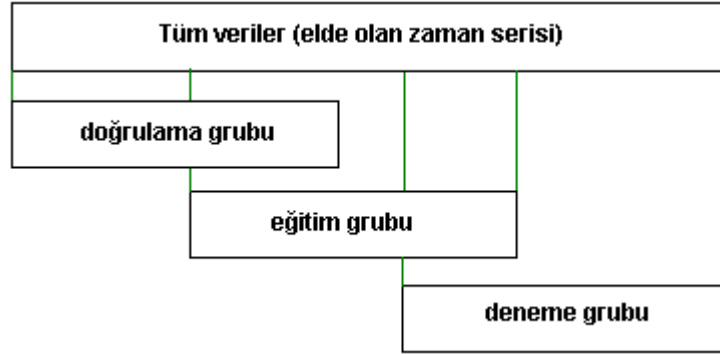 Tüm veriler (elde olan zaman serisi)
doğrulama grubu
eğitim grubu
deneme grubu